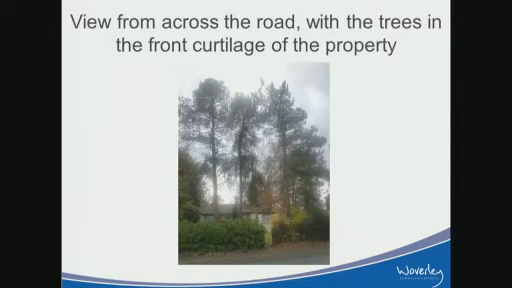 View from across the road, with the trees in
the front curtilage of the property
Waverley